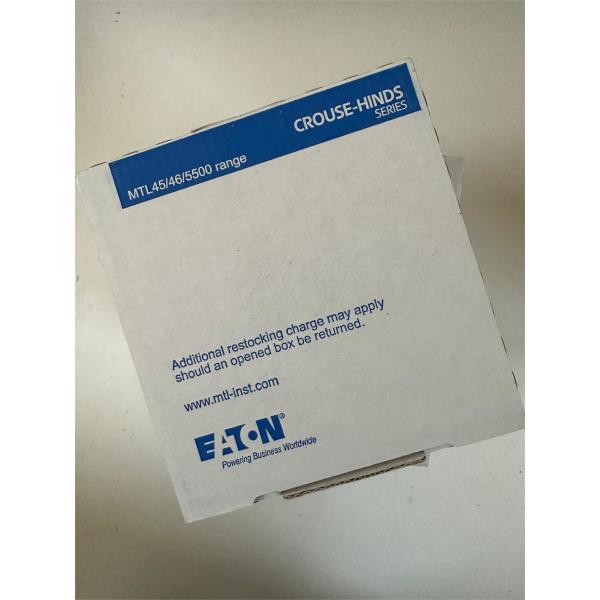 CROUSE-HINDS
SERIES
MTL45/46/5500 range
Additional restocking charge may apply
should an opened box be returned.
www.mtl-inst.com
EATON®
Powering Business Worldwide